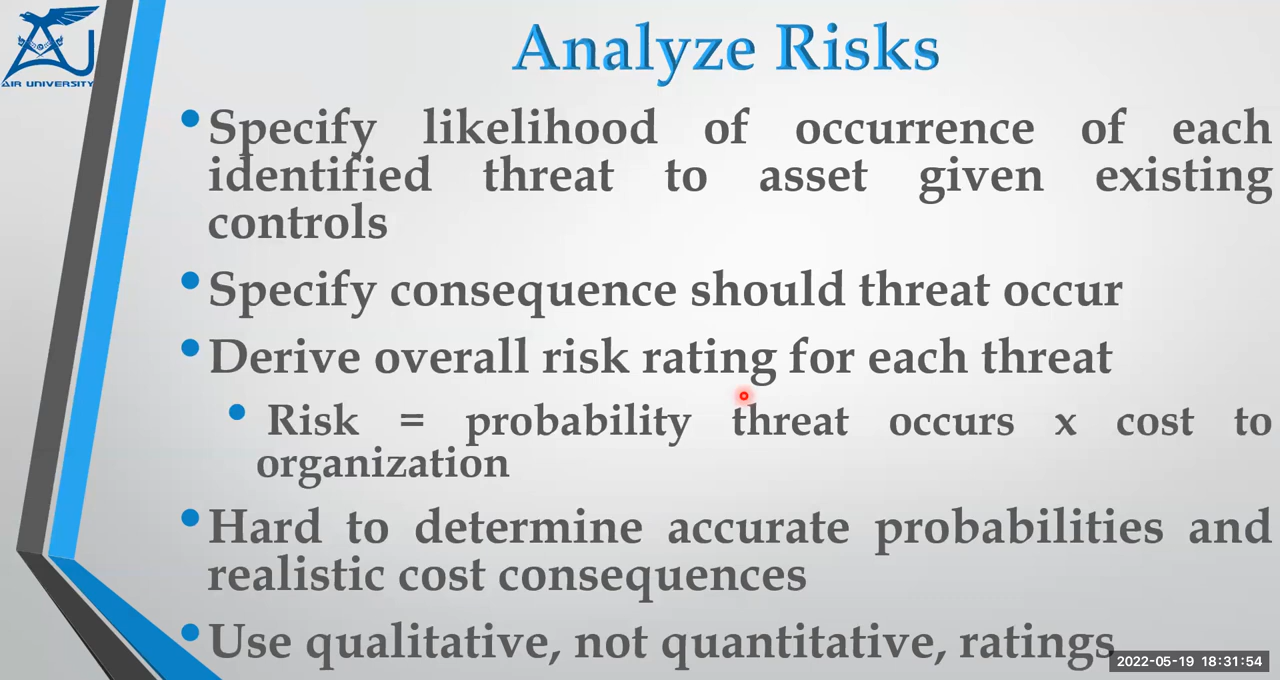 AIR UNIVERSITY
Analyze Risks
•Specify likelihood of occurrence of each
identified threat to asset given existing
controls
•Specify consequence should threat occur
•Derive overall risk rating for each threat
• Risk = probability threat occurs x cost to
organization
•Hard to determine accurate probabilities and
realistic cost consequences
•Use qualitative, not quantitative, ratings
2022-05-19 18:31:54